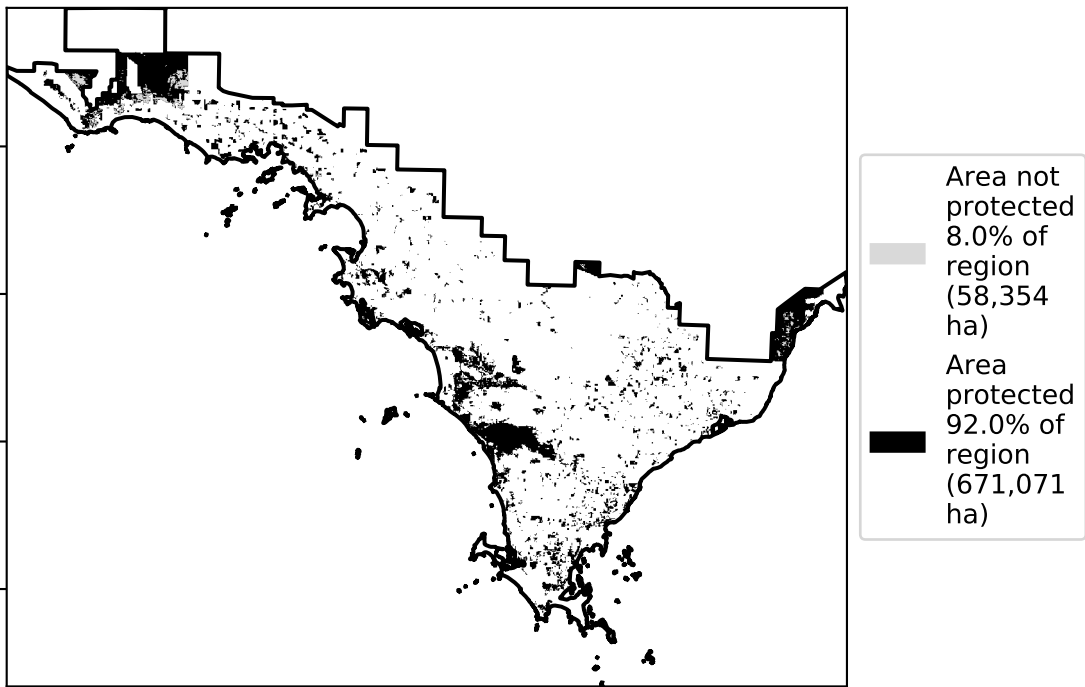 Area not
protected
8.0% of
region
(58,354
ha)
Area
protected
92.0% of
region
(671,071
ha)